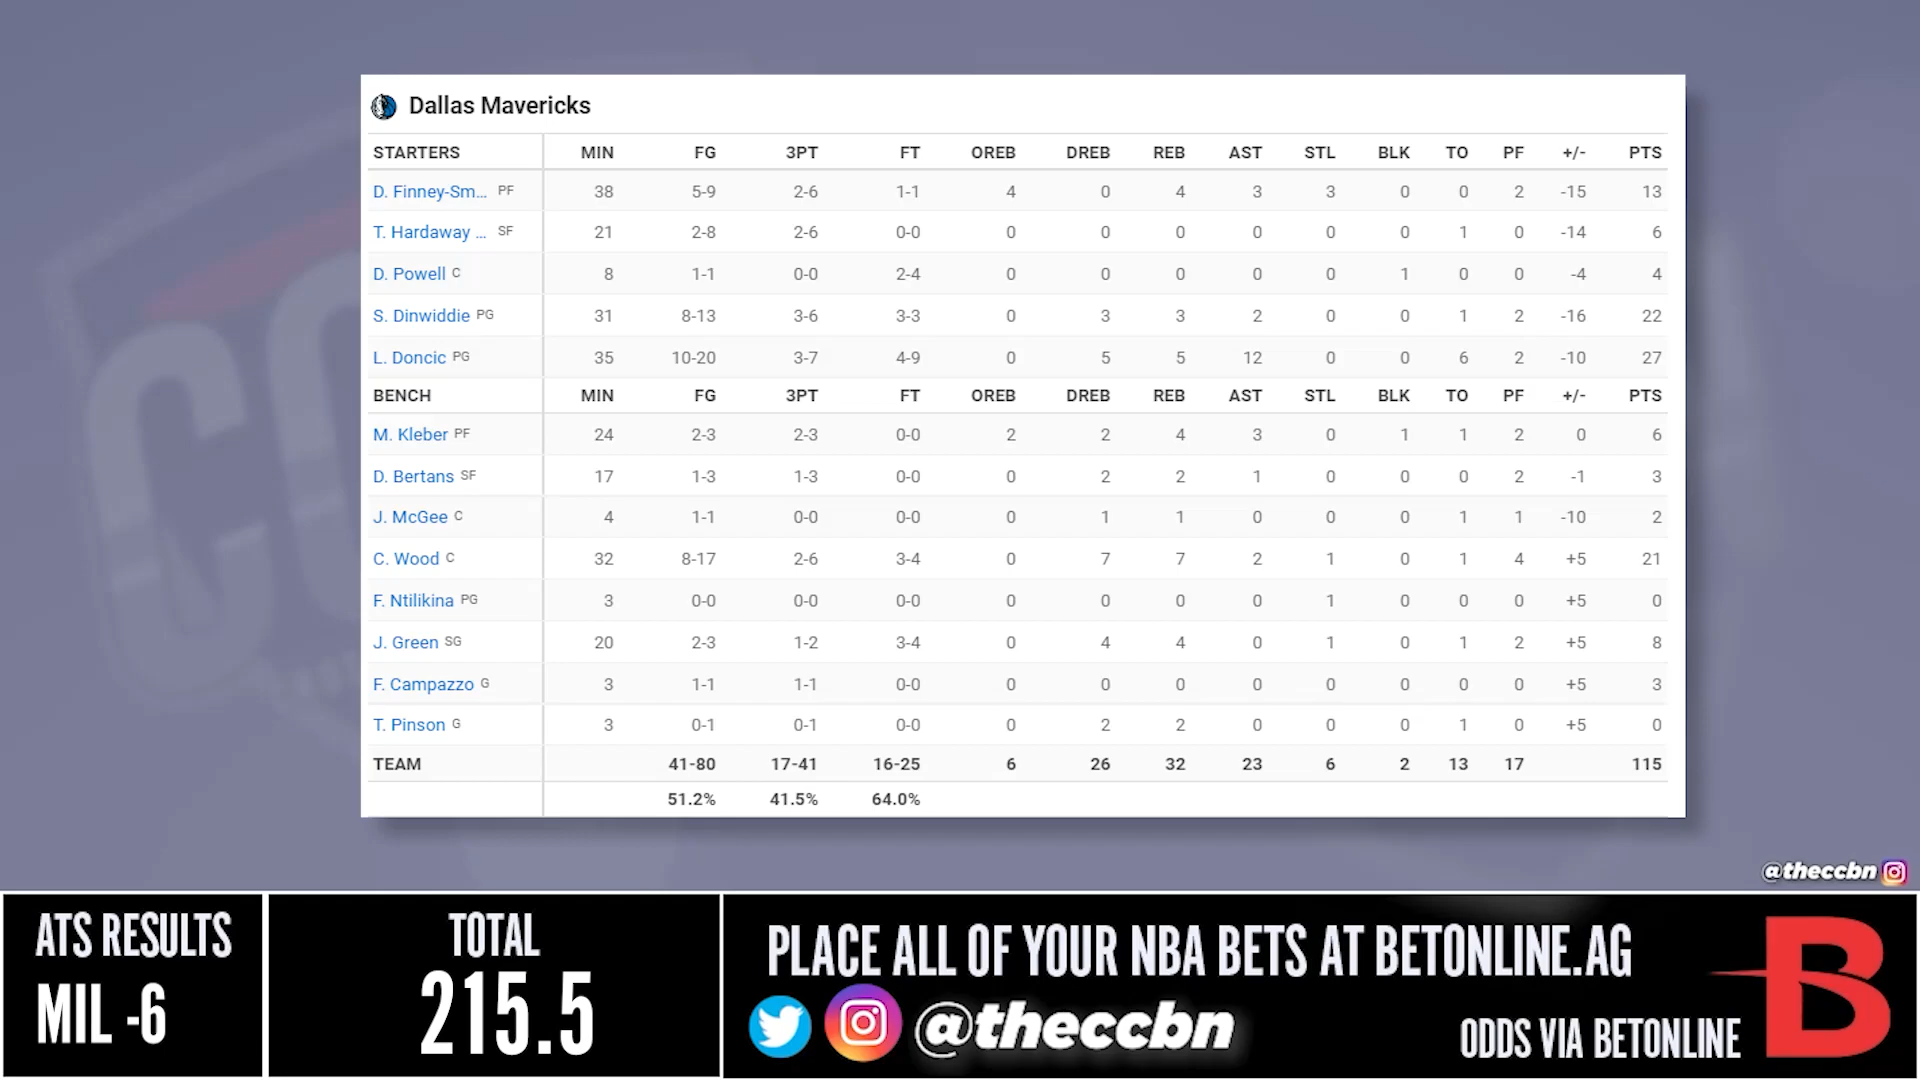 Dallas Mavericks
STARTERS MIN FG 3PT FT OREB DREB REB AST STL BLK TO PF +/- PTS
D. Finney-Sm... PF 38 5-9 2-6 1-1 4 0 4 3 3 0 0 2 -15 13
T. Hardaway ... SF 21 2-8 2-6 0-0 0 0 0 0 0 0 1 0 -14 6
D. Powell C 8 1-1 0-0 2-4 0 0 0 0 0 1 0 0 -4 4
S. Dinwiddie PG 31 8-13 3-6 3-3 0 3 3 2 0 0 1 2 -16 22
L. Doncic PG 35 10-20 3-7 4-9 0 5 5 12 0 0 6 2 -10 27
BENCH MIN FG 3PT FT OREB DREB REB AST STL BLK TO PF +/- PTS
M. Kleber PF 24 2-3 2-3 0-0 2 2 4 3 0 1 1 2 0 6
D. Bertans SF 17 1-3 1-3 0-0 0 2 2 1 0 0 0 2 -1 3
J. McGee C 4 1-1 0-0 0-0 0 1 1 0 0 0 1 1 -10 2
C. Wood C 32 8-17 2-6 3-4 0 7 7 2 1 0 1 4 +5 21
F. Ntilikina PG 3 0-0 0-0 0-0 0 0 0 0 1 0 0 0 +5 0
J. Green SG 20 2-3 1-2 3-4 0 4 4 0 1 0 1 2 +5 8
F. Campazzo G 3 1-1 1-1 0-0 0 0 0 0 0 0 0 0 +5 3
T. Pinson G 3 0-1 0-1 0-0 0 2 2 0 0 0 1 0 +5 0
TEAM 41-80 17-41 16-25 6 26 32 23 6 2 13 17 115
51.2% 41.5% 64.0%
@theccbn
ATS RESULTS
MIL -6
TOTAL
215.5
PLACE ALL OF YOUR NBA BETS AT BETONLINE.AG
@theccbn
ODDS VIA BETONLINE
B